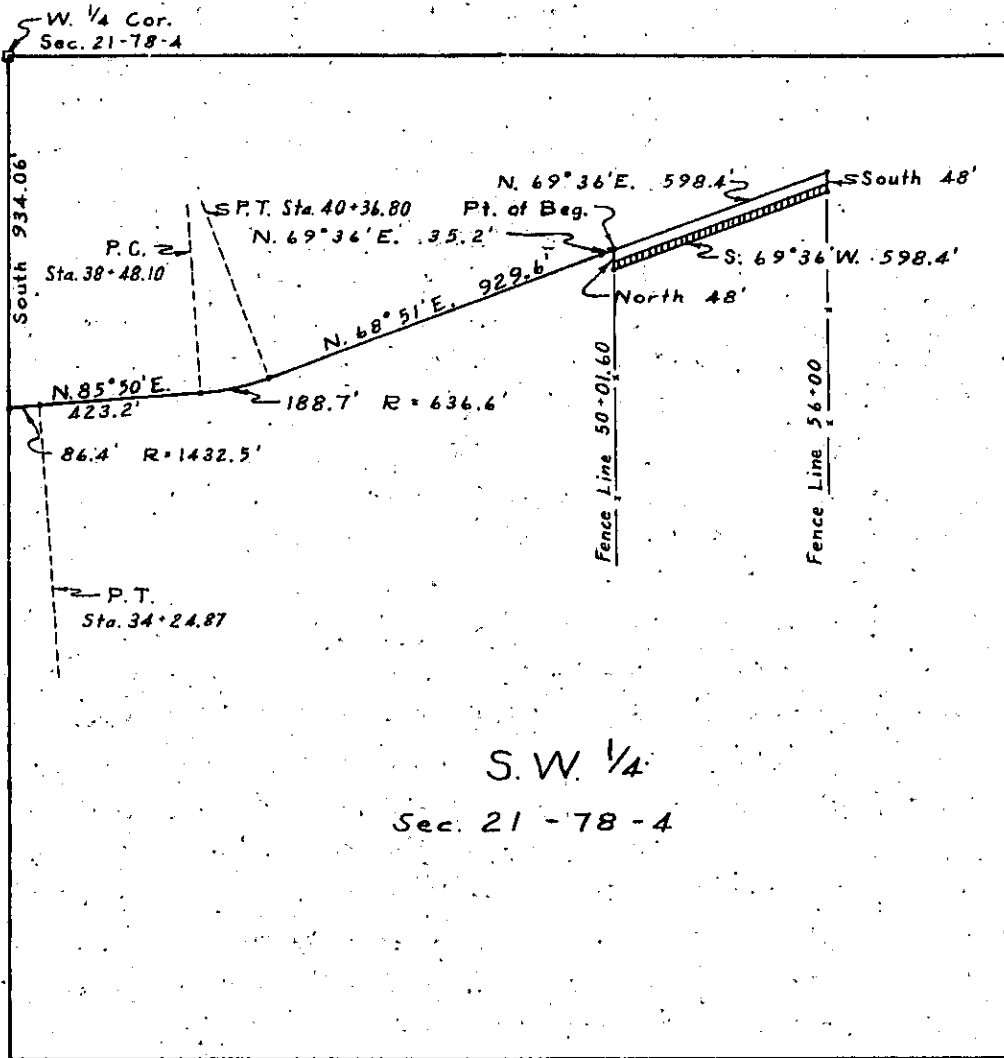 W. 1/4 Cor.
Sec. 21-78-4
South 934.06'
N. 69°36'E. 598.4'
South 48'
P.T. Sta. 40+36.80
Pt. of Beg.
N. 69°36'E. 35.2'
P.C.
Sta. 38+48.10
S. 69°36'W. 598.4'
North 48'
N. 68°51'E. 929.6'
N. 85°50'E.
423.2'
188.7' R = 636.6'
86.4' R = 1432.5'
Fence Line 50+01.60
Fence Line 56+00
P.T.
Sta. 34+24.87
S.W. 1/4
Sec. 21-78-4